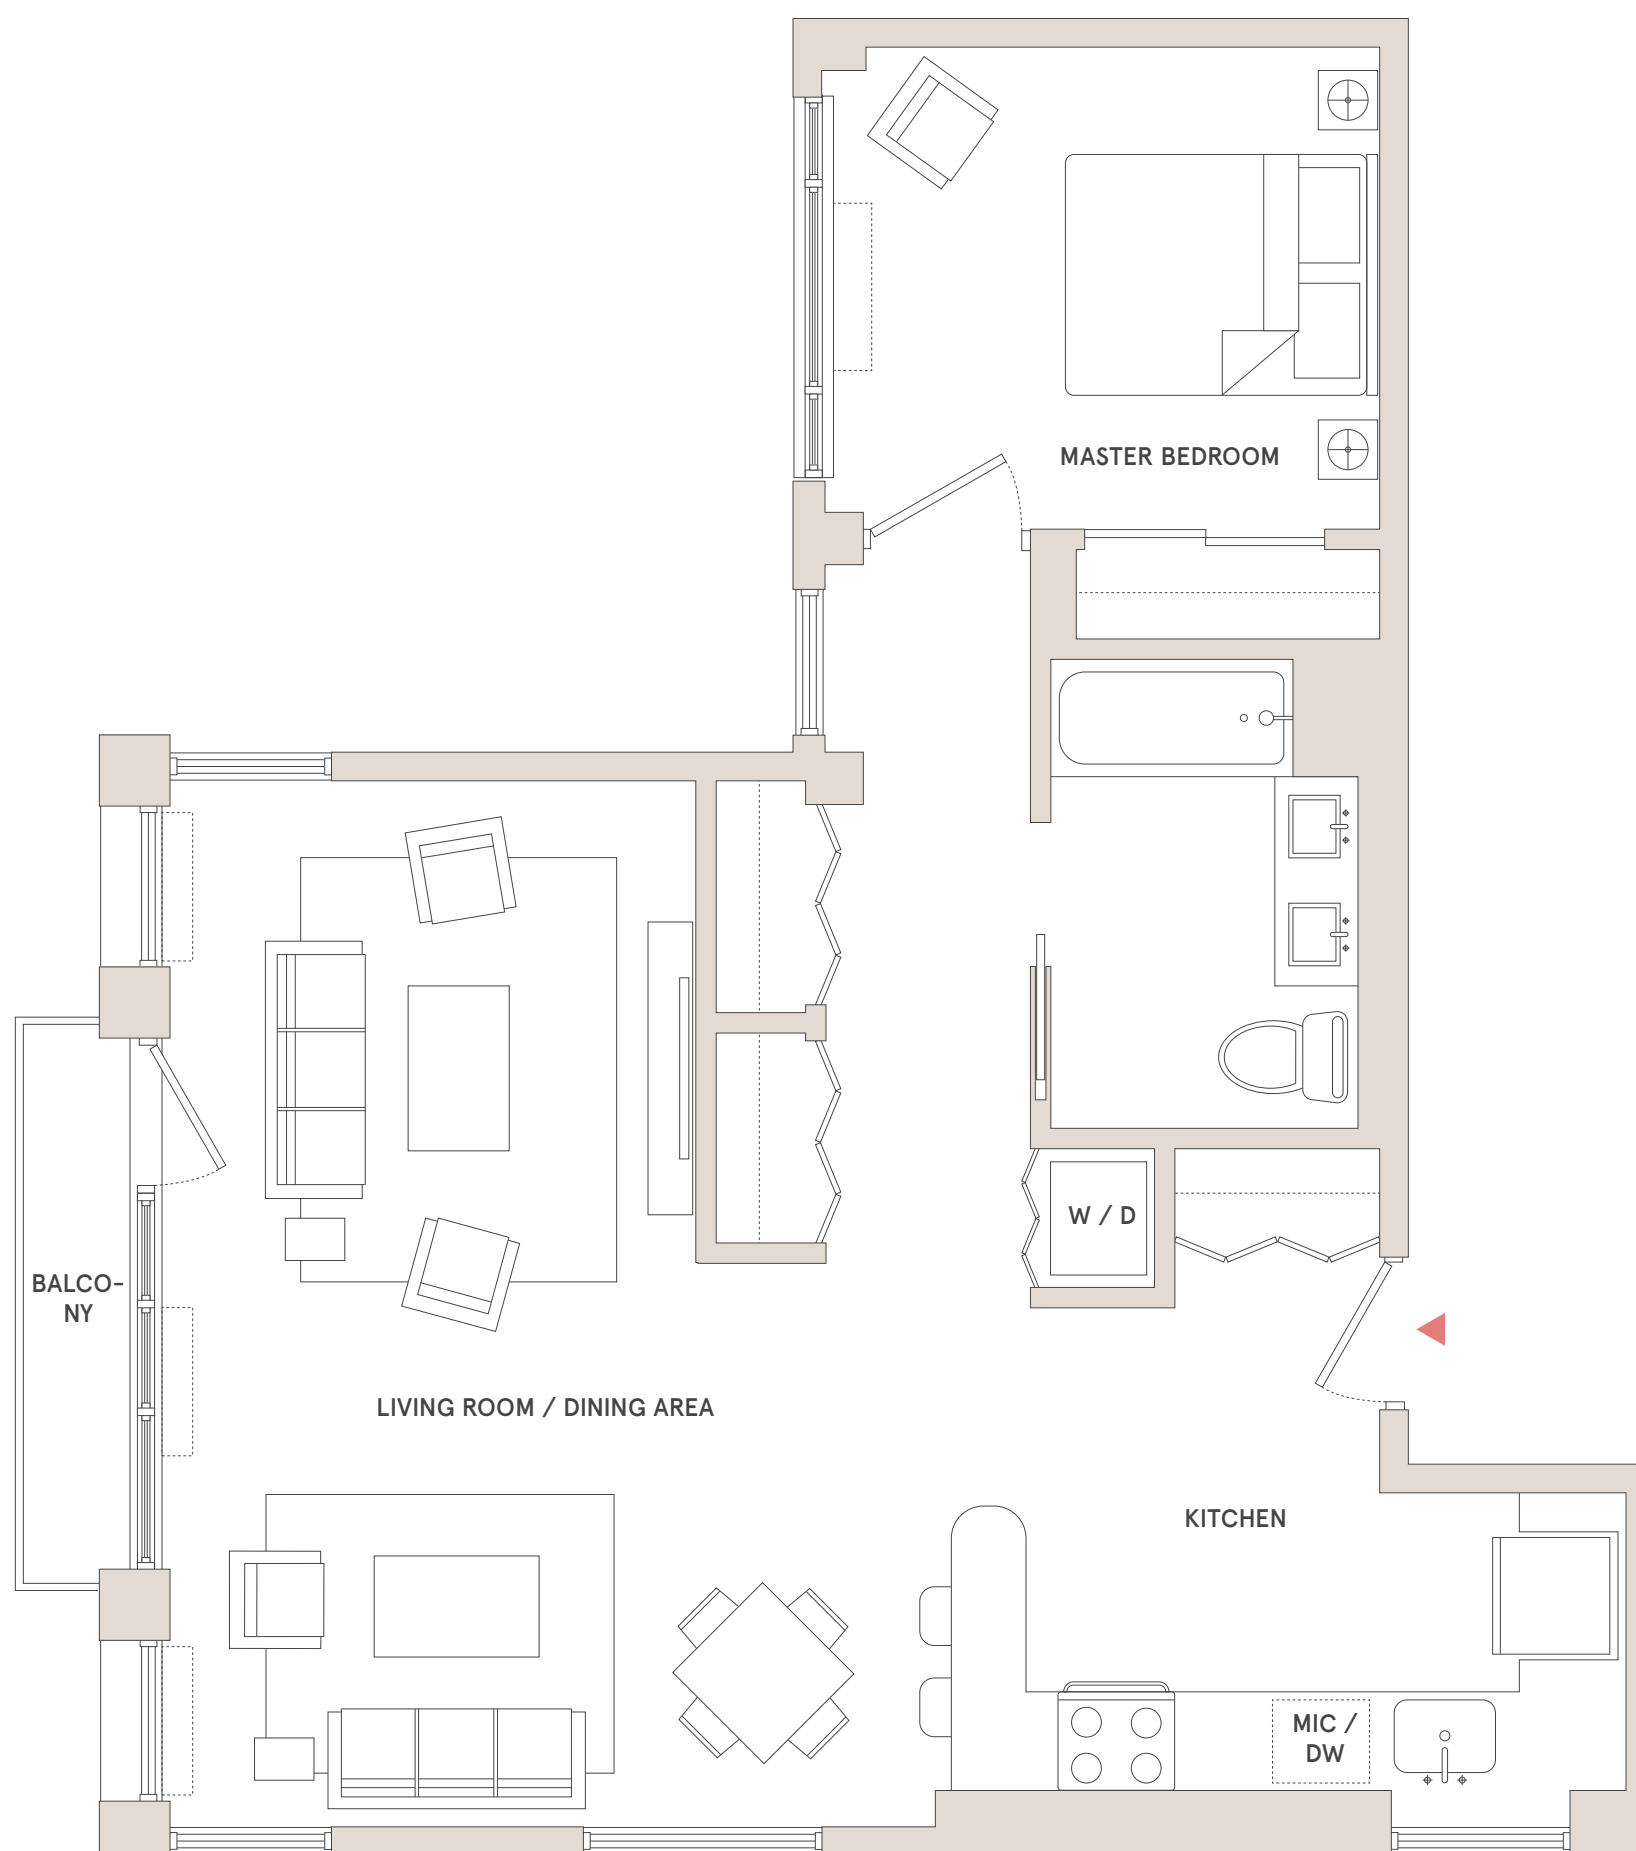 MASTER BEDROOM
W / D
BALCO-
NY
LIVING ROOM / DINING AREA
KITCHEN
MIC /
DW